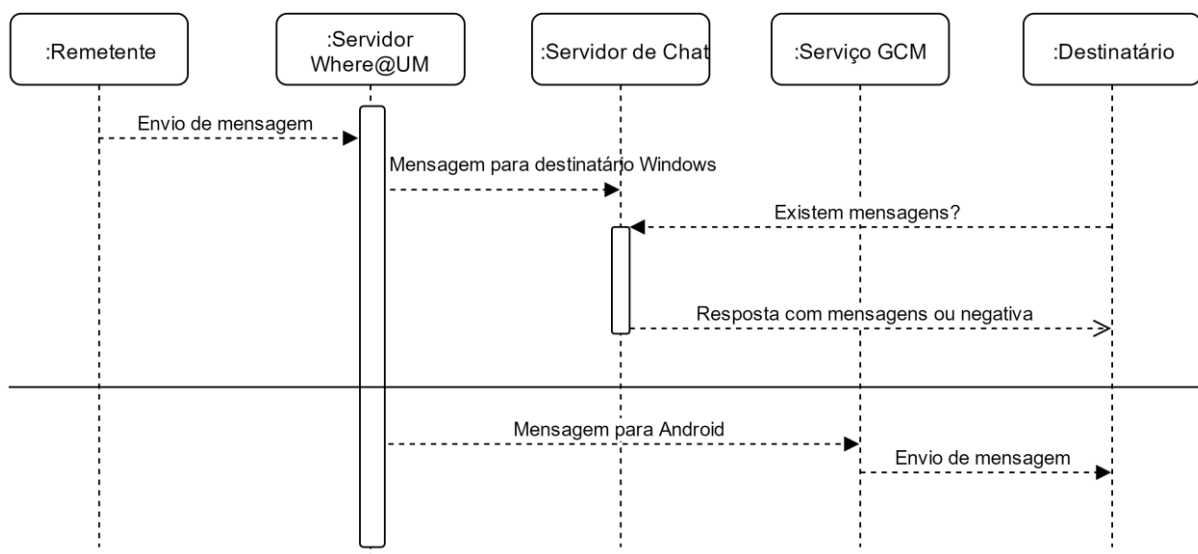 :Remetente
:Servidor
Where@UM
:Servidor de Chat
:Serviço GCM
:Destinatário
Envio de mensagem
Mensagem para destinatário Windows
Existem mensagens?
Resposta com mensagens ou negativa
Mensagem para Android
Envio de mensagem